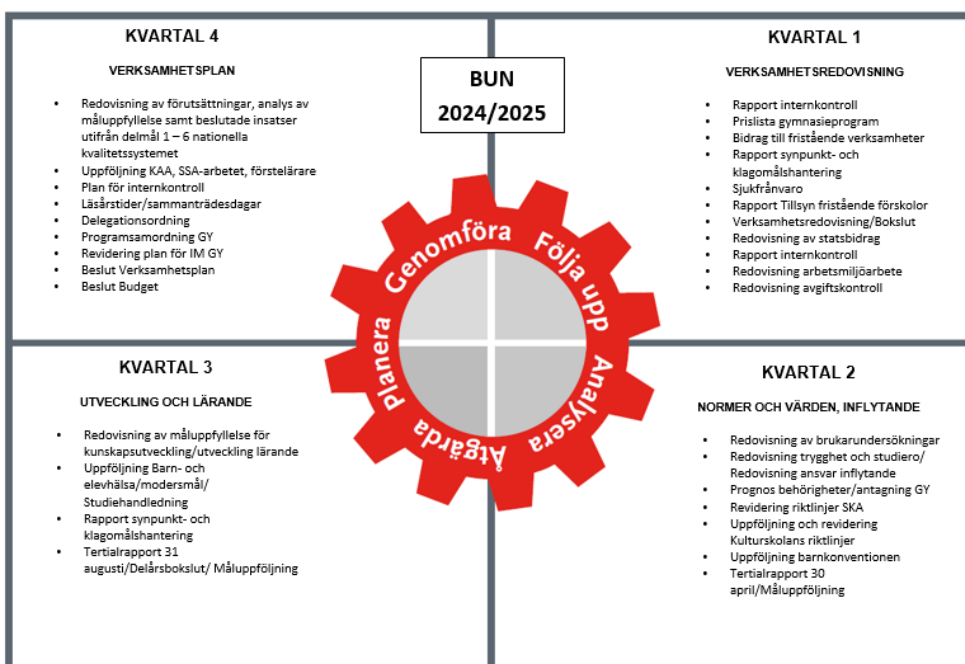 KVARTAL 4
VERKSAMHETSPLAN
• Redovisning av förutsättningar, analys av
måluppfyllelse samt beslutade insatser
utifrån delmål 1 – 6 nationella
kvalitetssystemet
• Uppföljning KAA, SSA-arbetet, förstelärare
• Plan för internkontroll
• Läsårstider/sammanträdesdagar
• Delegationsordning
• Programsamordning GY
• Revidering plan för IM GY
• Beslut Verksamhetsplan
• Beslut Budget
BUN
2024/2025
KVARTAL 1
VERKSAMHETSREDOVISNING
• Rapport internkontroll
• Prislista gymnasieprogram
• Bidrag till fristående verksamheter
• Rapport synpunkt- och
klagomålshantering
• Sjukfrånvaro
• Rapport Tillsyn fristående förskolor
• Verksamhetsredovisning/Bokslut
• Redovisning av statsbidrag
• Rapport internkontroll
• Redovisning arbetsmiljöarbete
• Redovisning avgiftskontroll
Genomföra
Följa upp
Analysera
Åtgärda
Planera
KVARTAL 3
UTVECKLING OCH LÄRANDE
• Redovisning av måluppfyllelse för
kunskapsutveckling/utveckling lärande
• Uppföljning Barn- och
elevhälsa/modersmål/
Studiehandledning
• Rapport synpunkt- och
klagomålshantering
• Tertialrapport 31
augusti/Delårsbokslut/ Måluppföljning
KVARTAL 2
NORMER OCH VÄRDEN, INFLYTANDE
• Redovisning av brukarundersökningar
• Redovisning trygghet och studiero/
Redovisning ansvar inflytande
• Prognos behörigheter/antagning GY
• Revidering riktlinjer SKA
• Uppföljning och revidering
Kulturskolans riktlinjer
• Uppföljning barnkonventionen
• Tertialrapport 30
april/Måluppföljning